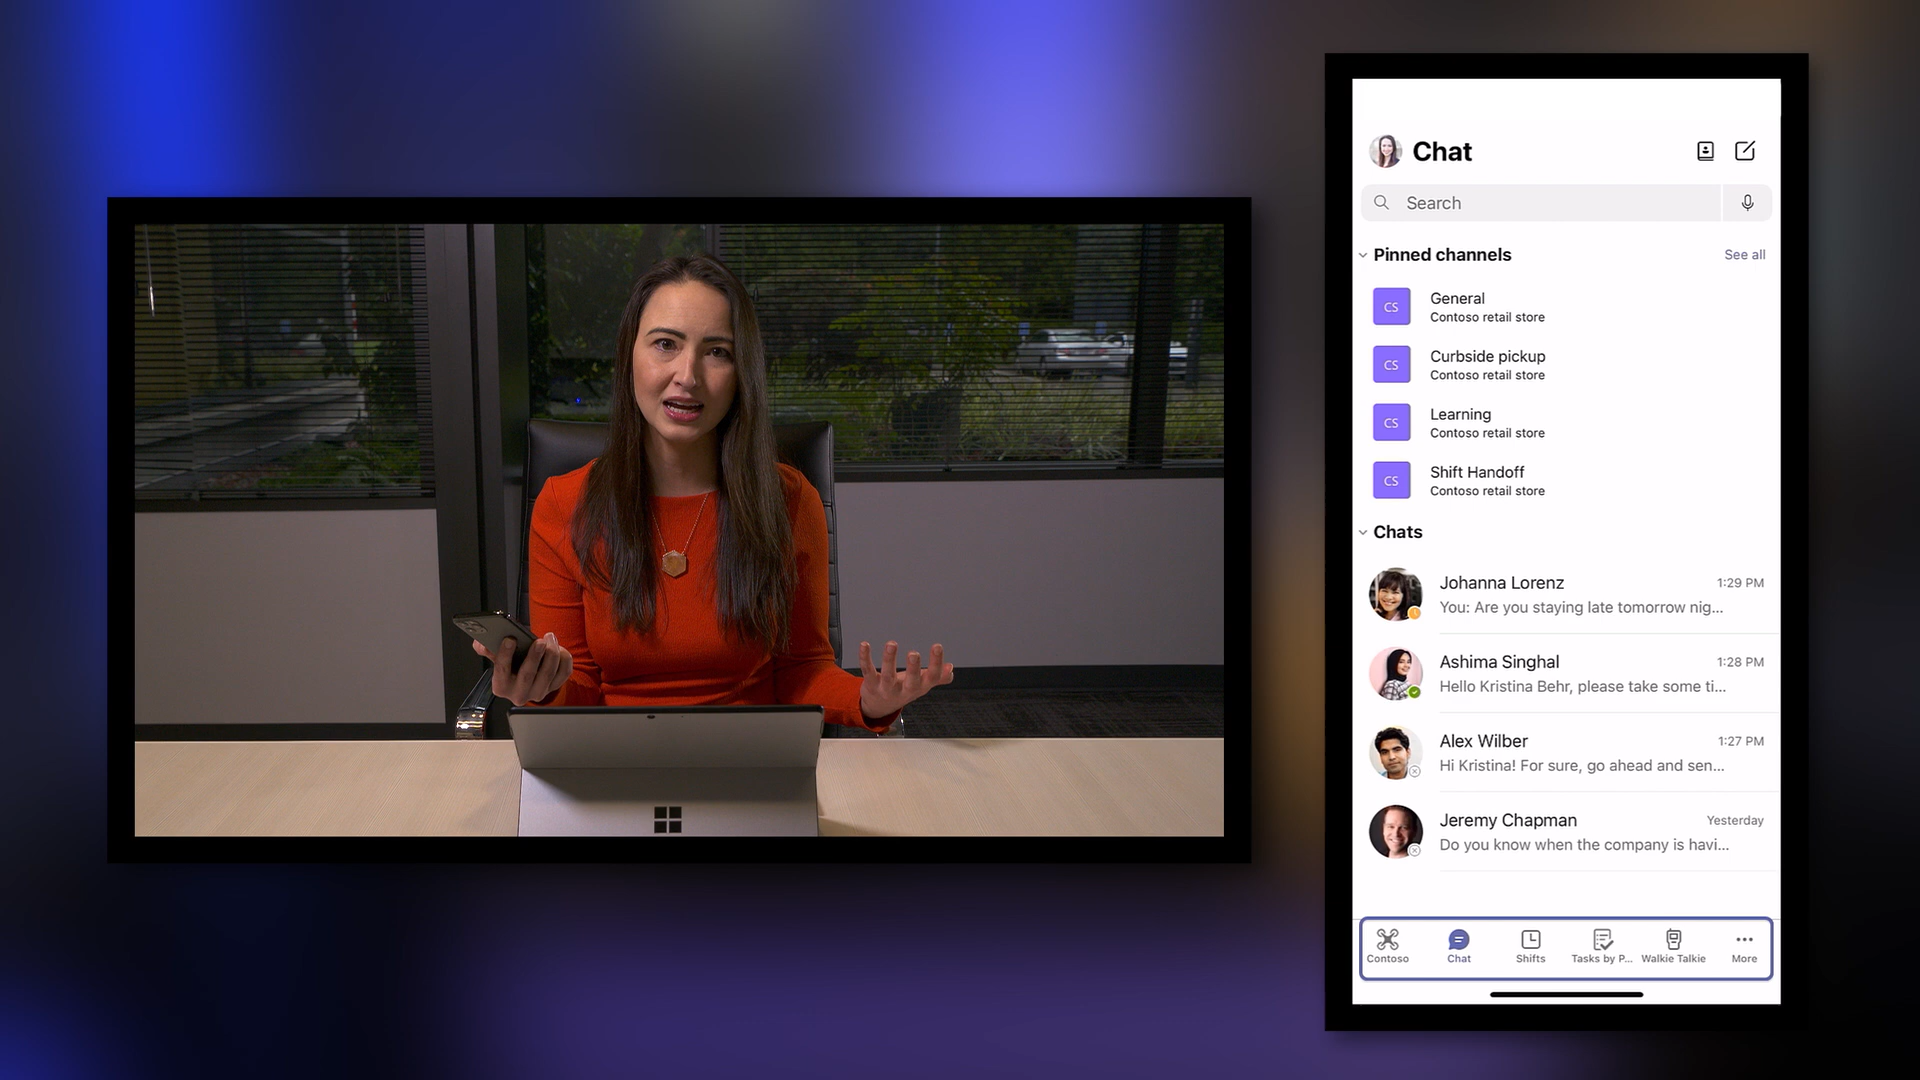 Chat
Search
Pinned channels
See all
CS
General
Contoso retail store
CS
Curbside pickup
Contoso retail store
CS
Learning
Contoso retail store
CS
Shift Handoff
Contoso retail store
Chats
Johanna Lorenz
1:29 PM
You: Are you staying late tomorrow nig...
Ashima Singhal
1:28 PM
Hello Kristina Behr, please take some ti...
Alex Wilber
1:27 PM
Hi Kristina! For sure, go ahead and sen...
Jeremy Chapman
Yesterday
Do you know when the company is havi...
Contoso
Chat
Shifts
Tasks by P...
Walkie Talkie
More